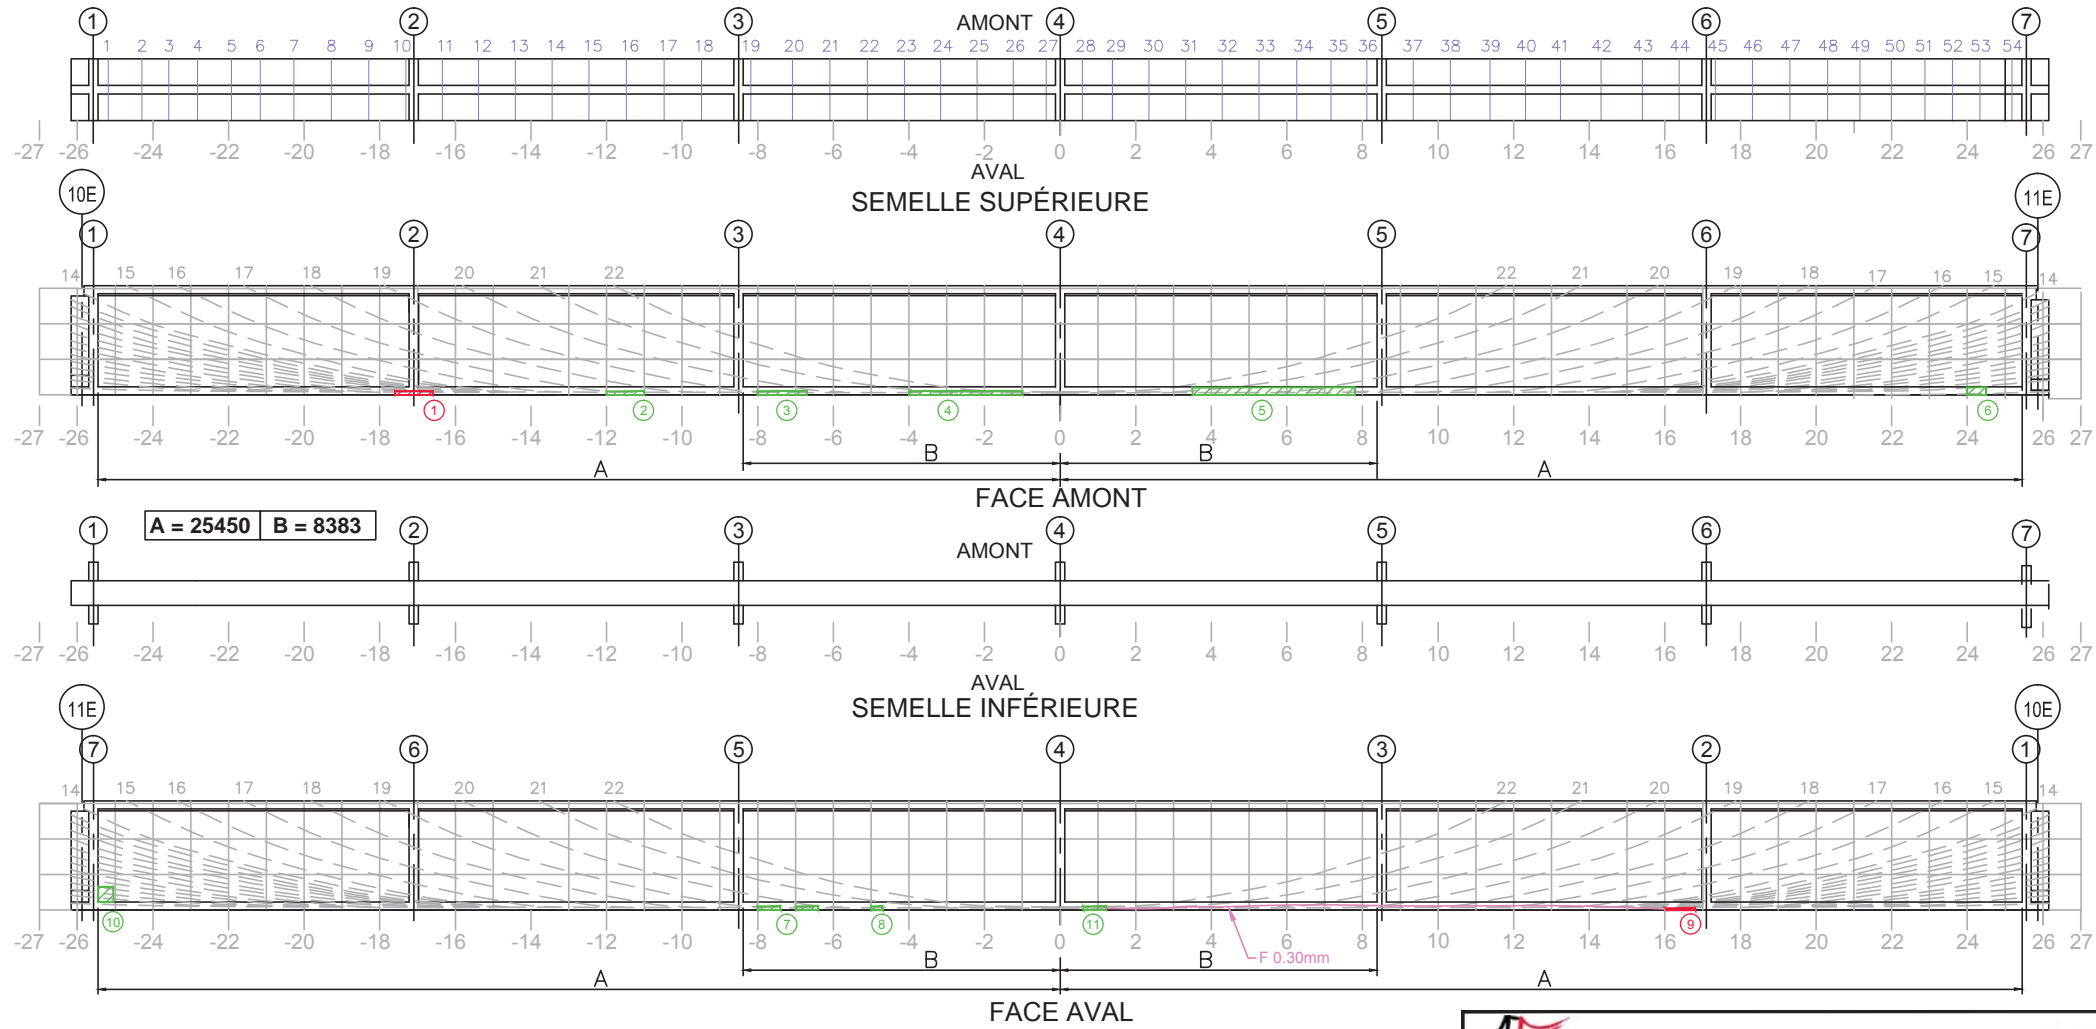 1 2 3 AMONT 4 5 6 7
1 2 3 4 5 6 7 8 9 10 11 12 13 14 15 16 17 18 19 20 21 22 23 24 25 26 27 28 29 30 31 32 33 34 35 36 37 38 39 40 41 42 43 44 45 46 47 48 49 50 51 52 53 54
-27 -26 -24 -22 -20 -18 -16 -14 -12 -10 -8 -6 -4 -2 0 2 4 6 8 10 12 14 16 18 20 22 24 26 27
AVAL
10E SEMELLE SUPÉRIEURE 11E
1 2 3 4 5 6 7
14 15 16 17 18 19 20 21 22 22 21 20 19 18 17 16 15 14
1 2 3 4 5 6
-27 -26 -24 -22 -20 -18 -16 -14 -12 -10 -8 -6 -4 -2 0 2 4 6 8 10 12 14 16 18 20 22 24 26 27
B B
A A
FACE AMONT
A = 25450 B = 8383
1 2 3 4 5 6 7
AMONT
-27 -26 -24 -22 -20 -18 -16 -14 -12 -10 -8 -6 -4 -2 0 2 4 6 8 10 12 14 16 18 20 22 24 26 27
AVAL
11E SEMELLE INFÉRIEURE 10E
7 6 5 4 3 2 1
14 15 16 17 18 19 20 21 22 22 21 20 19 18 17 16 15 14
10 7 8 11 9
-27 -26 -24 -22 -20 -18 -16 -14 -12 -10 -8 -6 -4 -2 0 2 4 6 8 10 12 14 16 18 20 22 24 26 27
B B F 0.30mm
A A
FACE AVAL